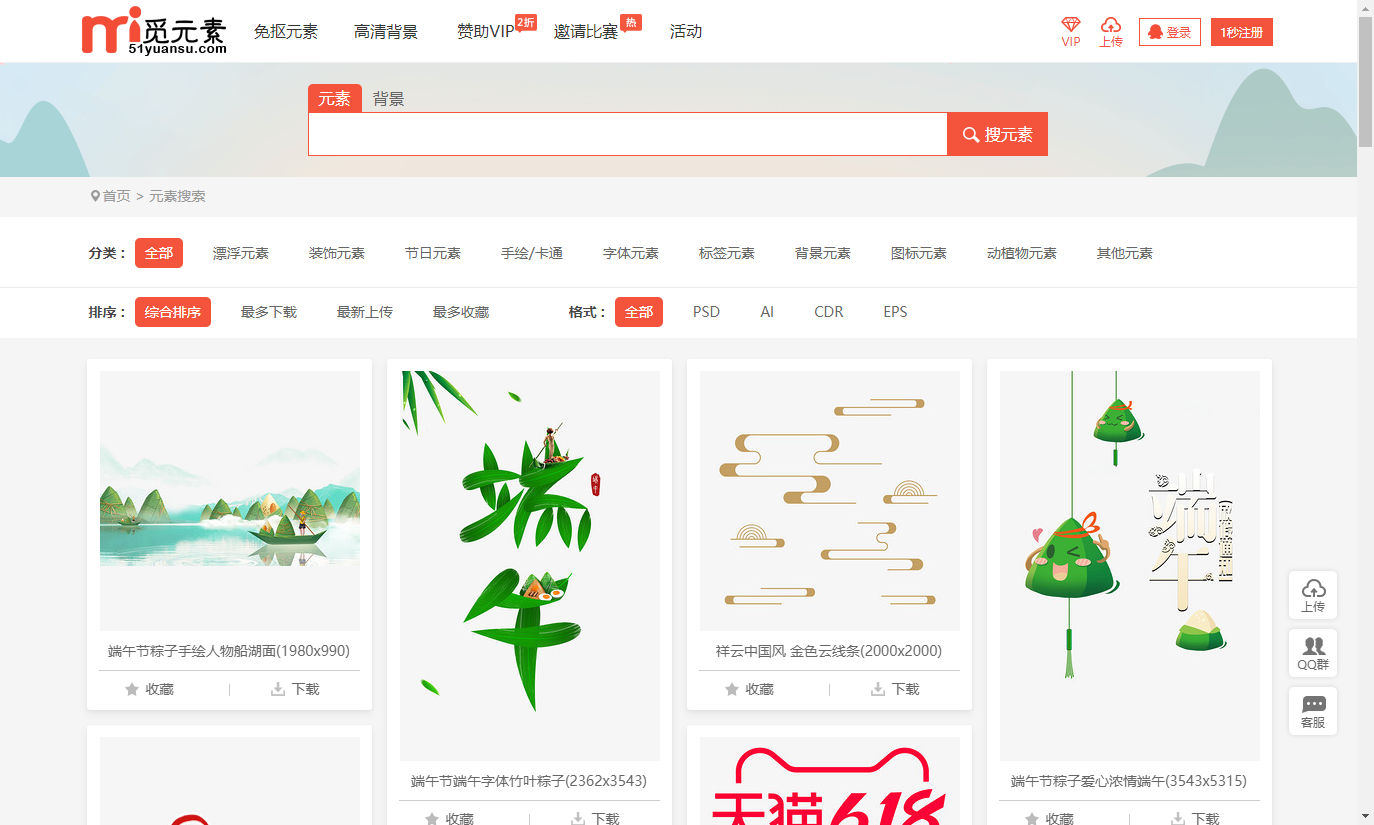 mi觅元素
51yuansu.com
免抠元素 高清背景 赞助VIP 2折 邀请比赛 热 活动
VIP 上传 登录 1秒注册
元素 背景
搜元素
首页 > 元素搜索
分类： 全部 漂浮元素 装饰元素 节日元素 手绘/卡通 字体元素 标签元素 背景元素 图标元素 动植物元素 其他元素
排序： 综合排序 最多下载 最新上传 最多收藏 格式： 全部 PSD AI CDR EPS
端午
端午
端午
端午节粽子手绘人物船湖面(1980x990)
收藏 下载
祥云中国风 金色云线条(2000x2000)
收藏 下载
天猫618
端午节端午字体竹叶粽子(2362x3543)
收藏 下载
端午节粽子爱心浓情端午(3543x5315)
收藏 下载
上传
QQ群
客服